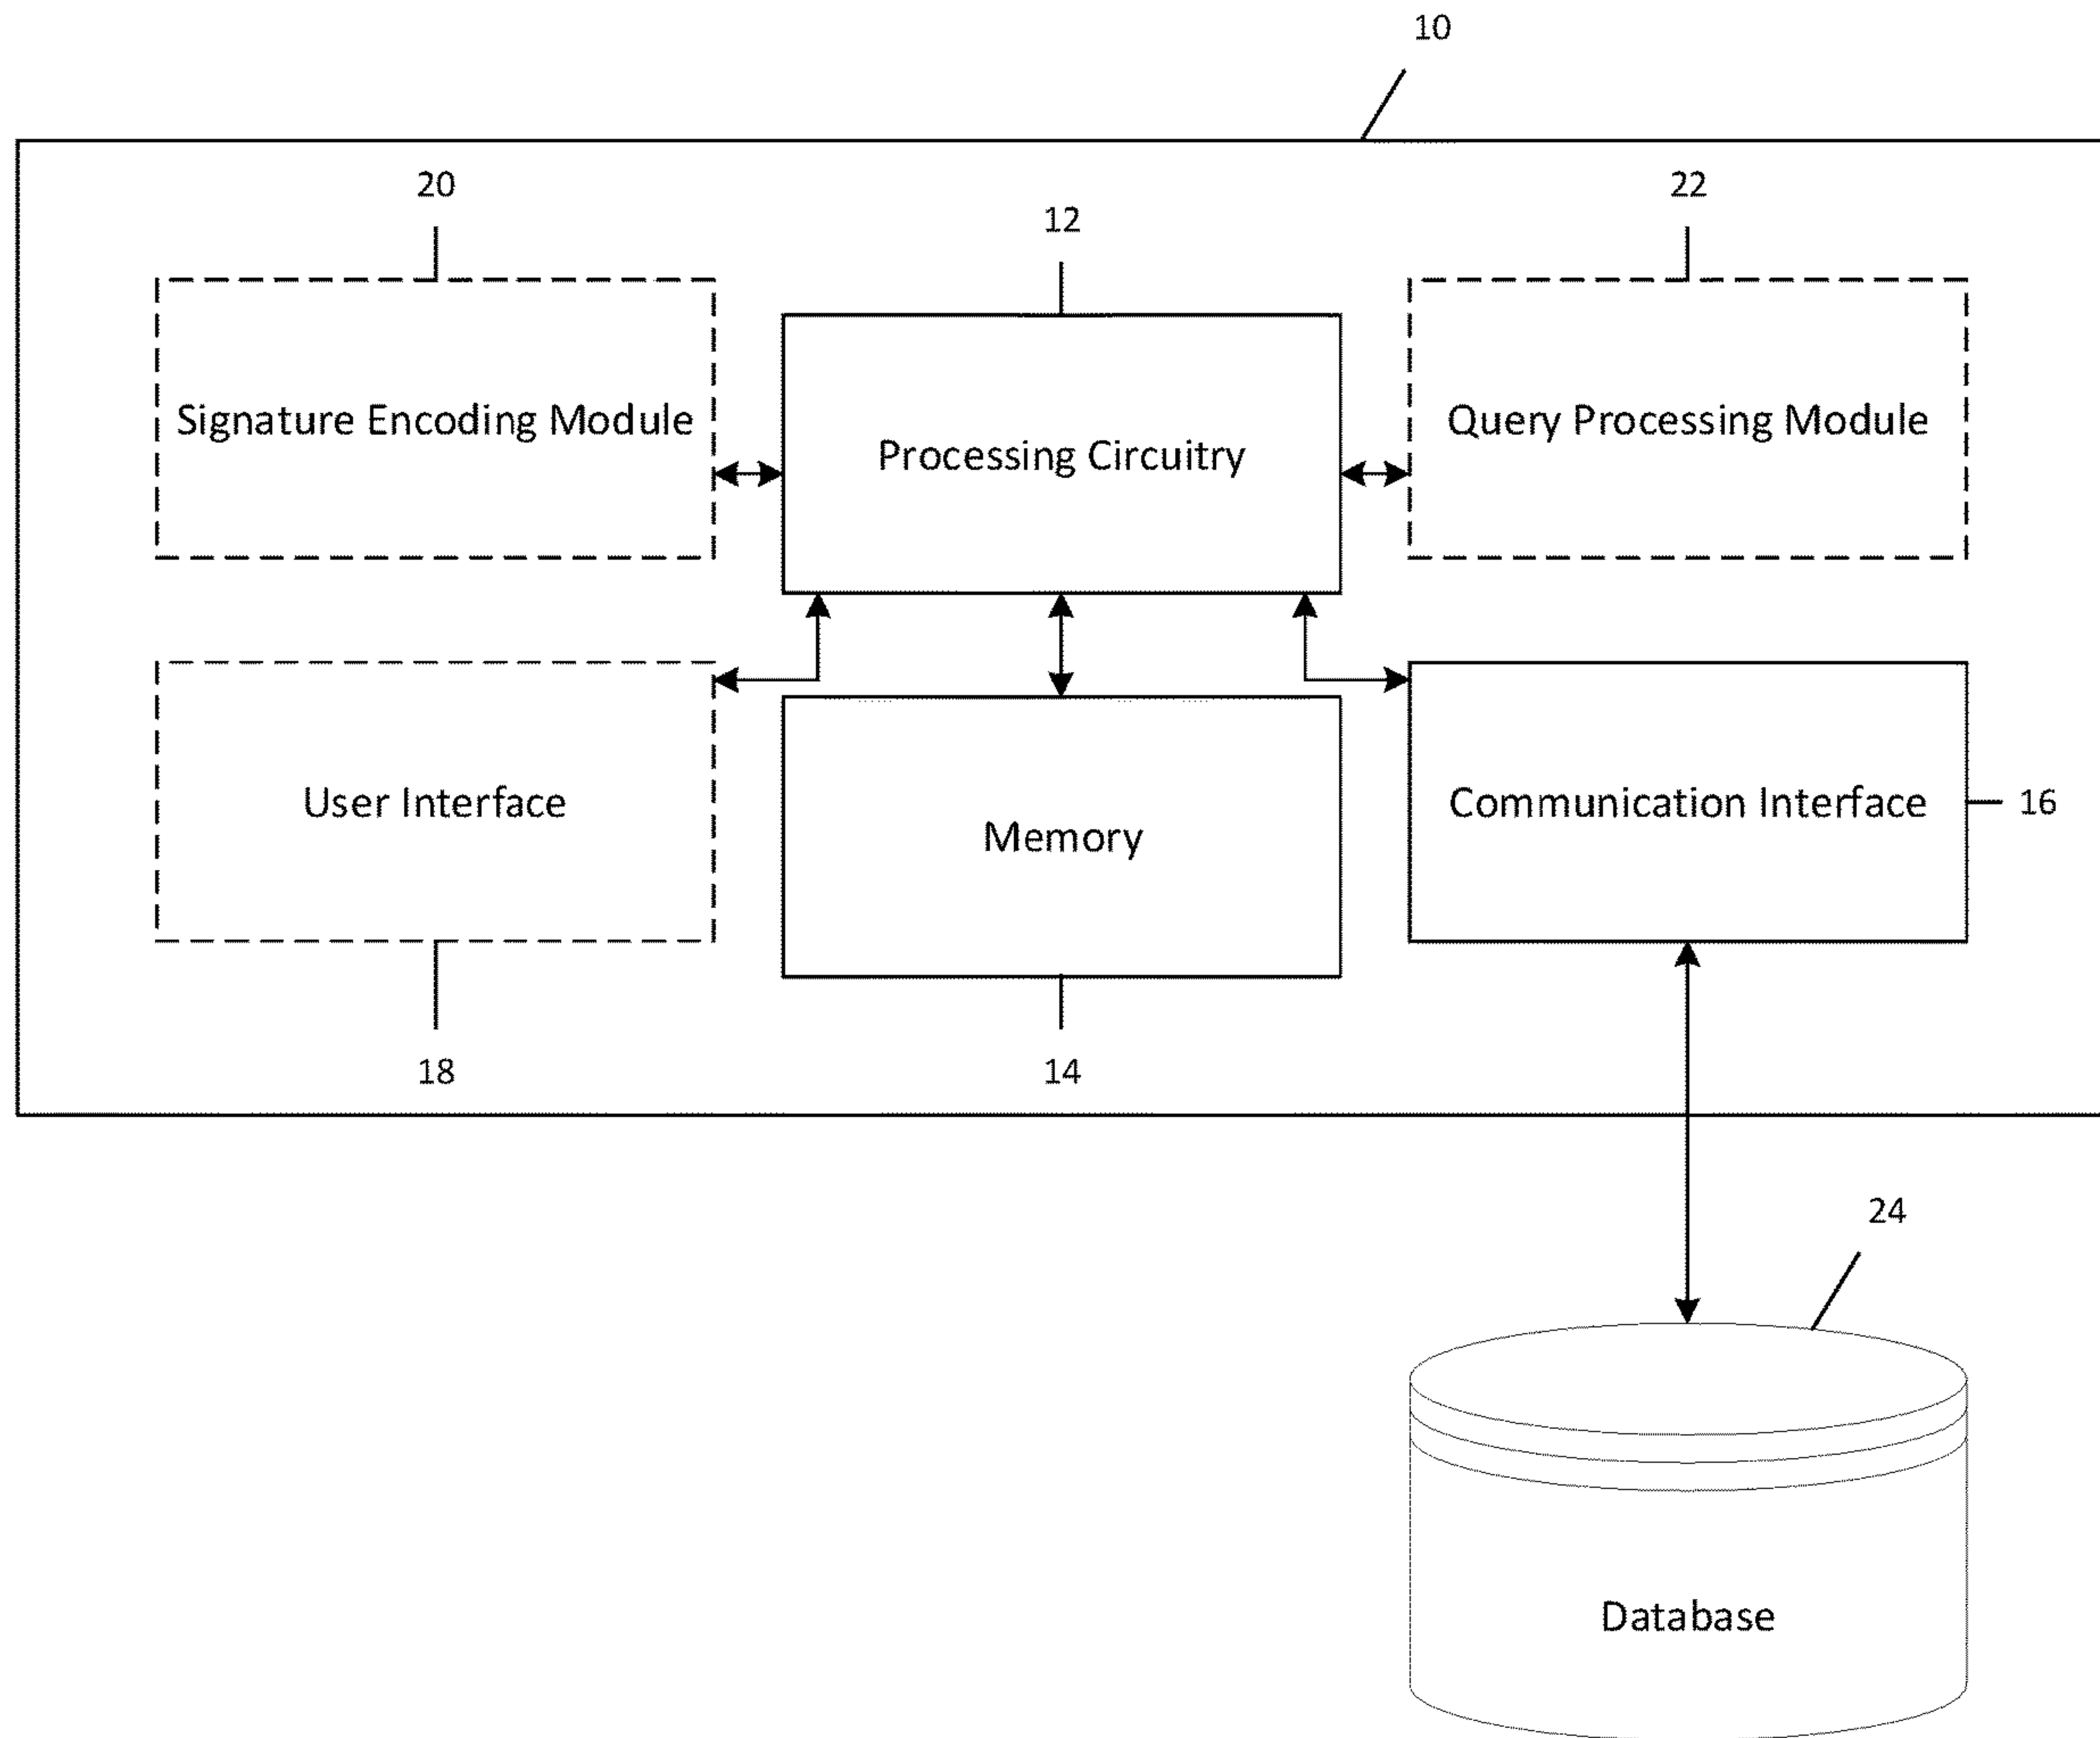 10
20
22
12
Signature Encoding Module
Processing Circuitry
Query Processing Module
User Interface
Memory
Communication Interface
16
18
14
24
Database